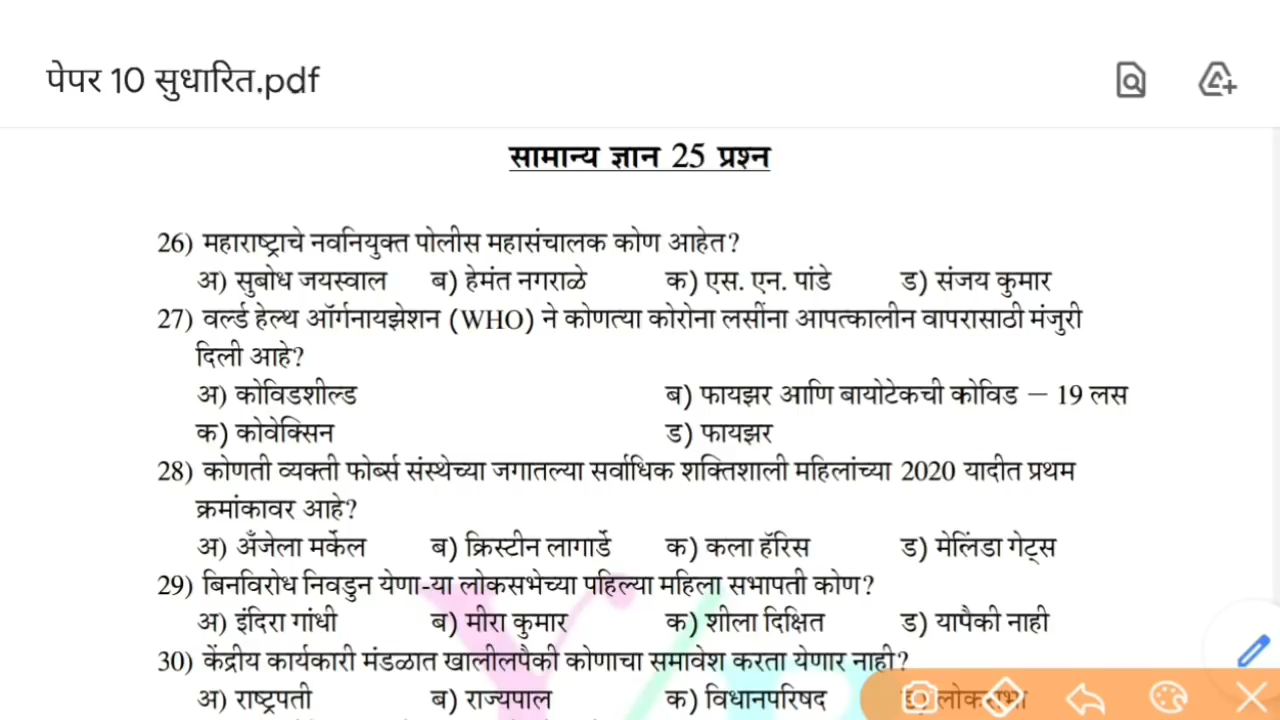 पेपर 10 सुधारित.pdf
सामान्य ज्ञान 25 प्रश्न
26) महाराष्ट्राचे नवनियुक्त पोलीस महासंचालक कोण आहेत?
अ) सुबोध जयस्वाल ब) हेमंत नगराळे क) एस. एन. पांडे ड) संजय कुमार
27) वर्ल्ड हेल्थ ऑर्गनायझेशन (WHO) ने कोणत्या कोरोना लसींना आपत्कालीन वापरासाठी मंजुरी
दिली आहे?
अ) कोविडशील्ड ब) फायझर आणि बायोटेकची कोविड – 19 लस
क) कोवेक्सिन ड) फायझर
28) कोणती व्यक्ती फोर्ब्स संस्थेच्या जगातल्या सर्वाधिक शक्तिशाली महिलांच्या 2020 यादीत प्रथम
क्रमांकावर आहे?
अ) अँजेला मर्केल ब) क्रिस्टीन लागार्डे क) कला हॅरिस ड) मेलिंडा गेट्स
29) बिनविरोध निवडुन येणा-या लोकसभेच्या पहिल्या महिला सभापती कोण?
अ) इंदिरा गांधी ब) मीरा कुमार क) शीला दिक्षित ड) यापैकी नाही
30) केंद्रीय कार्यकारी मंडळात खालीलपैकी कोणाचा समावेश करता येणार नाही?
अ) राष्ट्रपती ब) राज्यपाल क) विधानपरिषद ड) लोकसभा